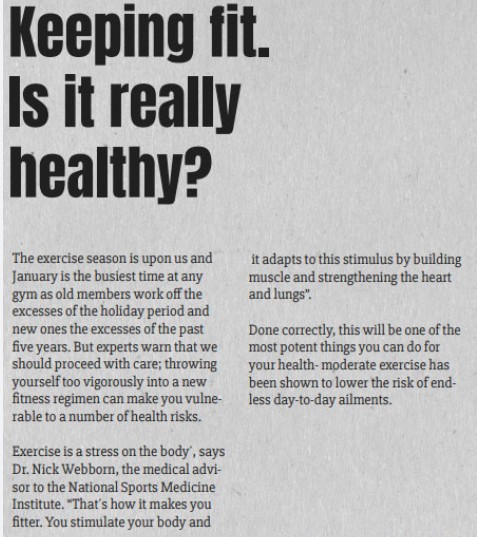 Keeping fit.
Is it really
healthy?
The exercise season is upon us and
January is the busiest time at any
gym as old members work off the
excesses of the holiday period and
new ones the excesses of the past
five years. But experts warn that we
should proceed with care; throwing
yourself too vigorously into a new
fitness regimen can make you vulne-
rable to a number of health risks.
Exercise is a stress on the body', says
Dr. Nick Webborn, the medical advi-
sor to the National Sports Medicine
Institute. "That's how it makes you
fitter. You stimulate your body and
it adapts to this stimulus by building
muscle and strengthening the heart
and lungs".
Done correctly, this will be one of the
most potent things you can do for
your health- moderate exercise has
been shown to lower the risk of end-
less day-to-day ailments.